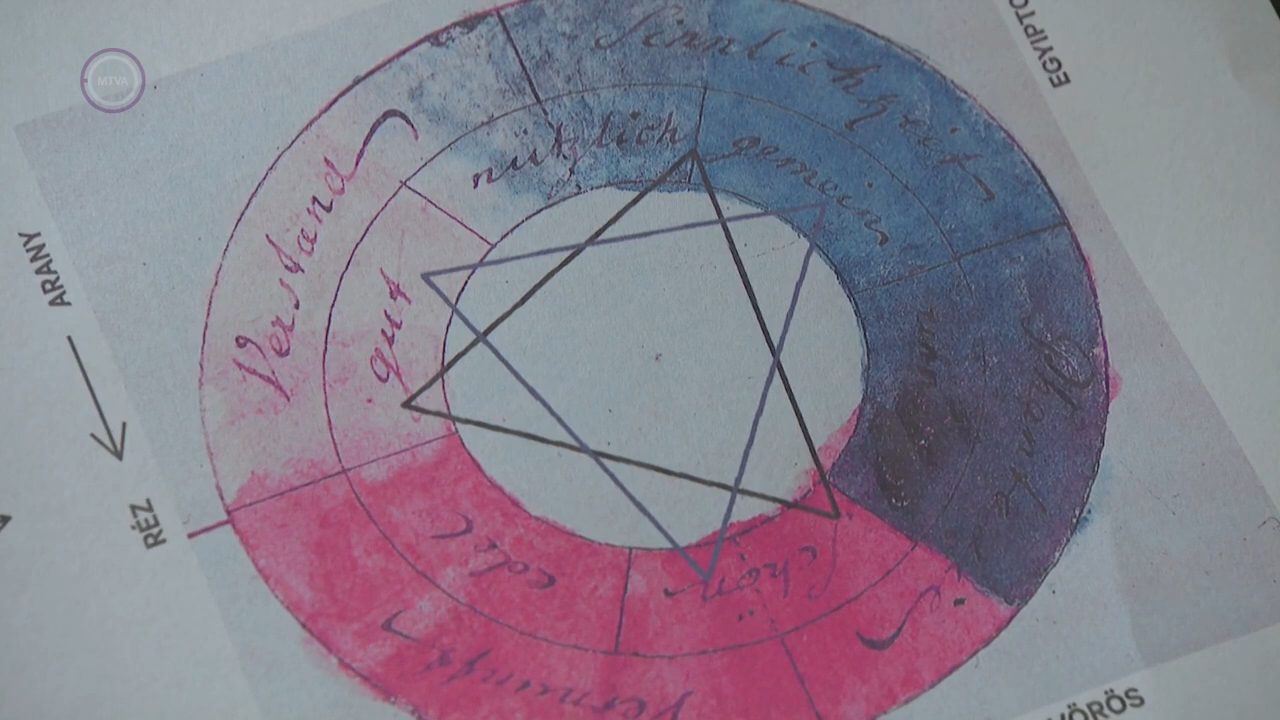 MTVA
EGYIPTO
Sinnlichkeit
nützlich
gemein
Verstand
gut
ARANY
RÉZ
edel
schön
Vernunft
VÖRÖS